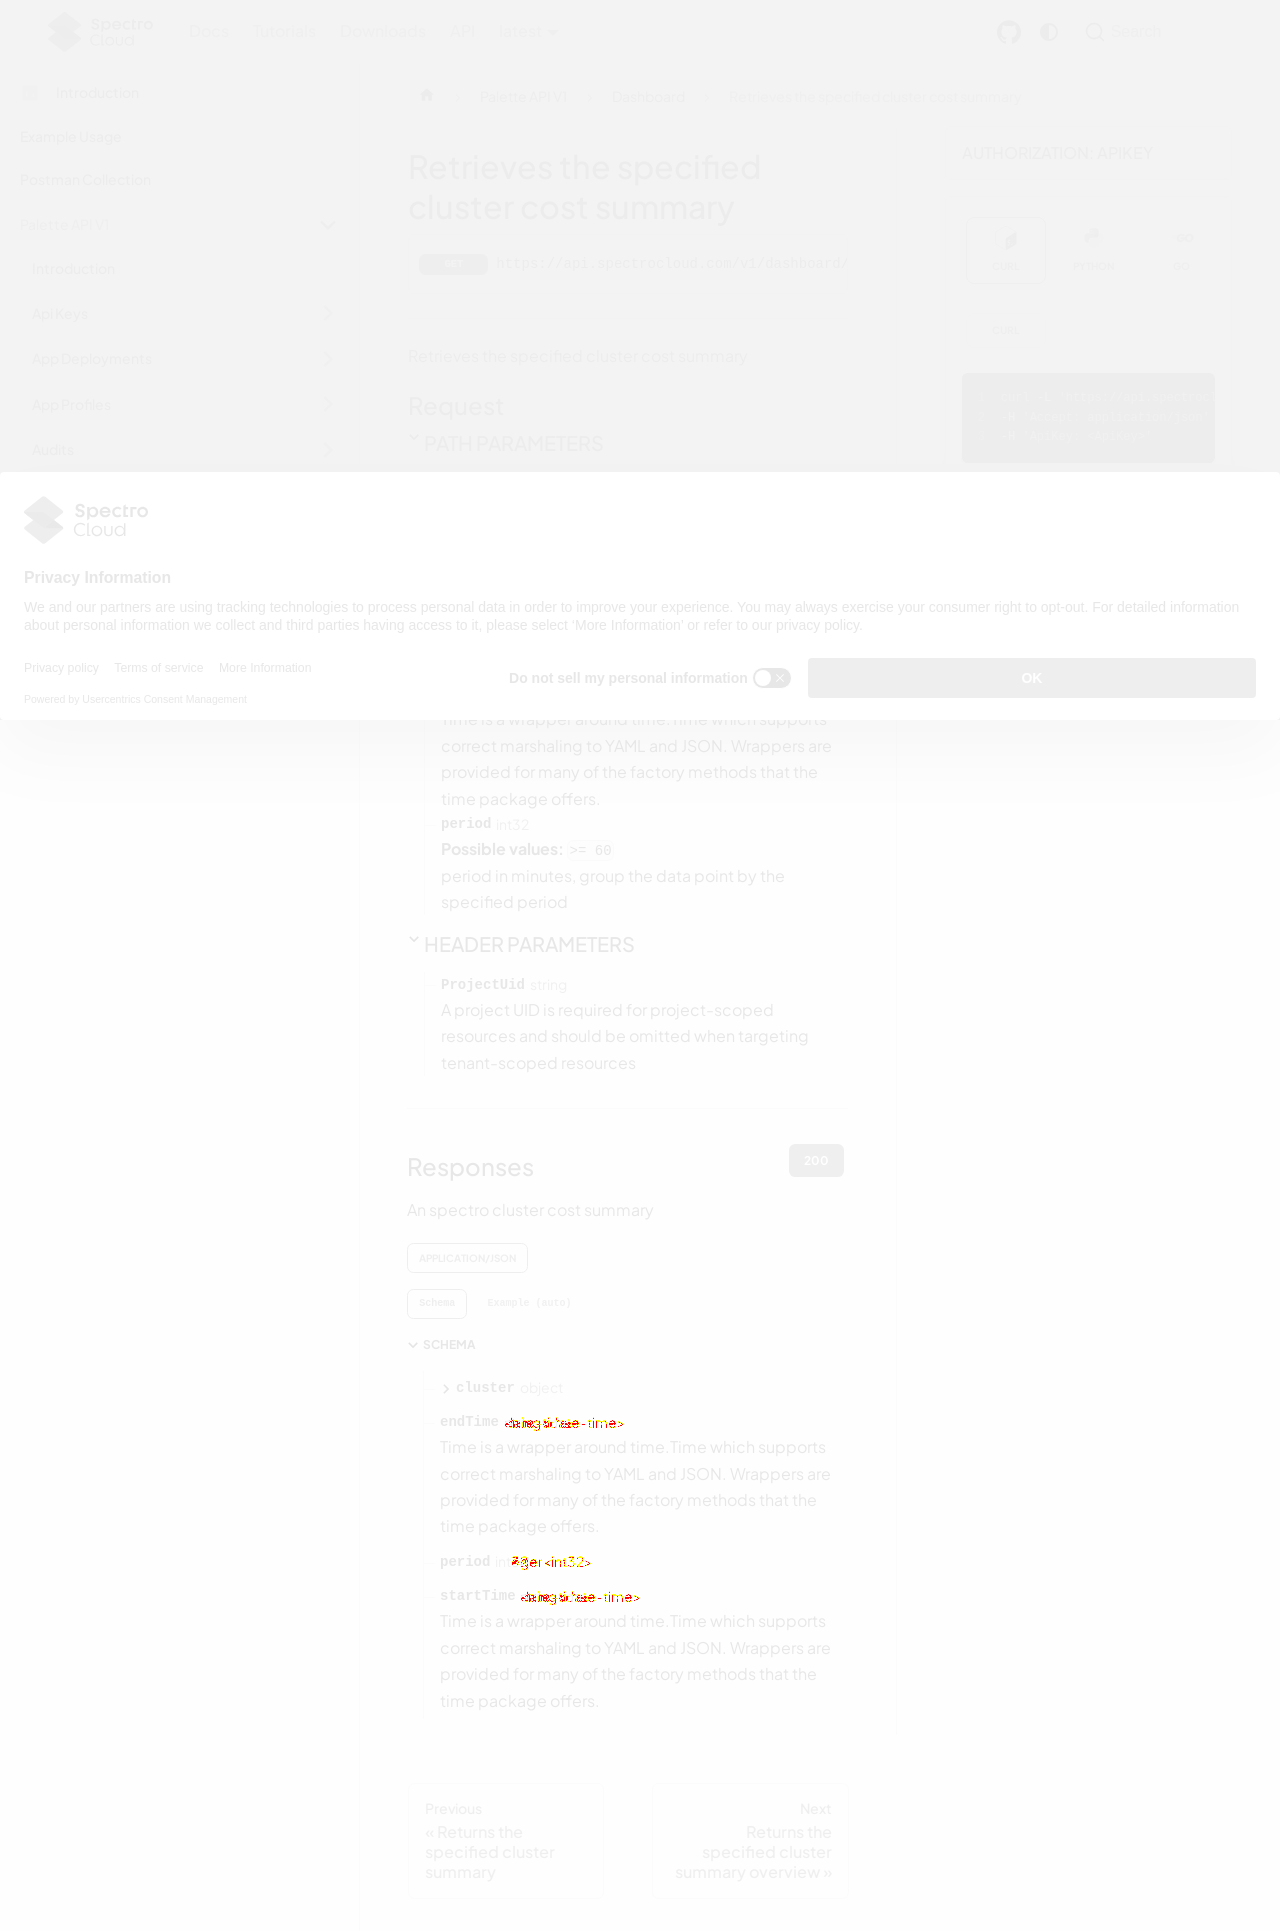 Spectro
Cloud
Docs Tutorials Downloads API latest
Search
Introduction
Example Usage
Postman Collection
Palette API V1
Introduction
Api Keys
App Deployments
App Profiles
Audits
Palette API V1
Dashboard
Retrieves the specified cluster cost summary
Retrieves the specified
cluster cost summary
GET https://api.spectrocloud.com/v1/dashboard/
Retrieves the specified cluster cost summary
Request
PATH PARAMETERS
AUTHORIZATION: APIKEY
CURL PYTHON GO
CURL
Spectro
Cloud
Privacy Information
We and our partners are using tracking technologies to process personal data in order to improve your experience. You may always exercise your consumer right to opt-out. For detailed information
about personal information we collect and third parties having access to it, please select 'More Information' or refer to our privacy policy.
Privacy policy Terms of service More Information
Powered by Usercentrics Consent Management
Do not sell my personal information
OK
Time is a wrapper around time.Time which supports
correct marshaling to YAML and JSON. Wrappers are
provided for many of the factory methods that the
time package offers.
period int32
Possible values: >= 60
period in minutes, group the data point by the
specified period
HEADER PARAMETERS
ProjectUid string
A project UID is required for project-scoped
resources and should be omitted when targeting
tenant-scoped resources
Responses
200
An spectro cluster cost summary
APPLICATION/JSON
Schema Example (auto)
SCHEMA
cluster object
endTime
Time is a wrapper around time.Time which supports
correct marshaling to YAML and JSON. Wrappers are
provided for many of the factory methods that the
time package offers.
period
startTime
Time is a wrapper around time.Time which supports
correct marshaling to YAML and JSON. Wrappers are
provided for many of the factory methods that the
time package offers.
Previous
« Returns the
specified cluster
summary
Next
Returns the
specified cluster
summary overview »